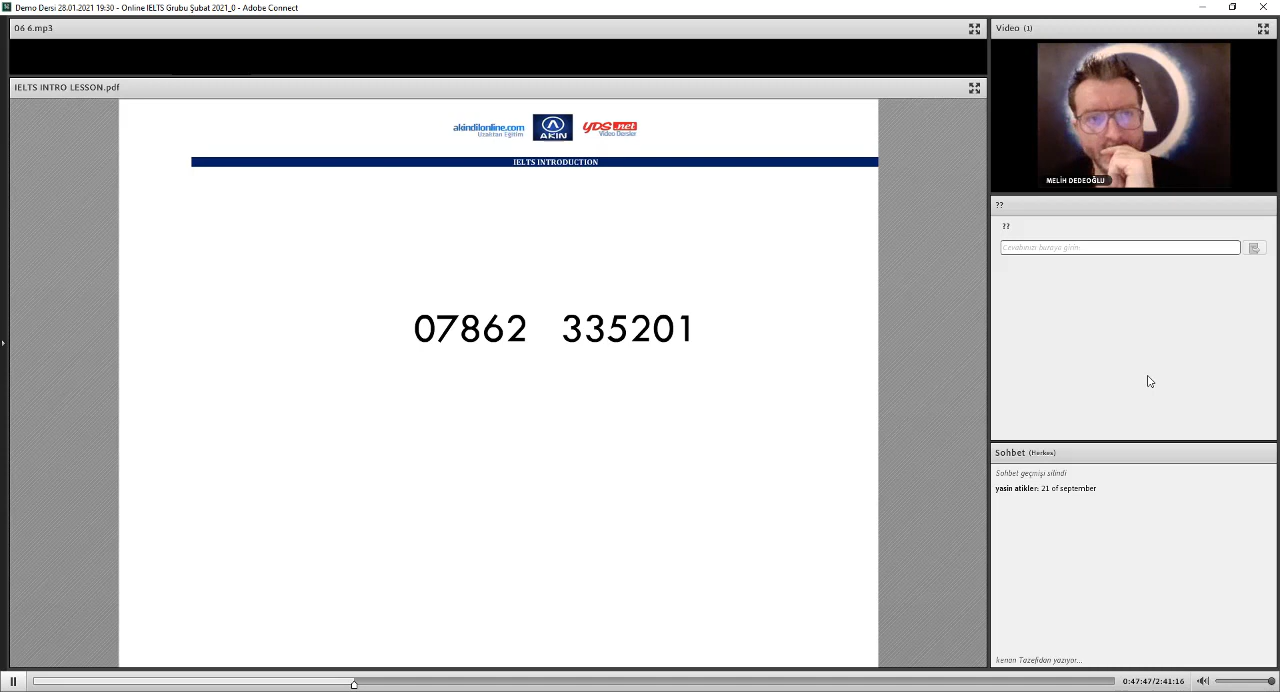 Demo Dersi 28.01.2021 19:30 - Online IELTS Grubu Şubat 2021_0 - Adobe Connect
06 6.mp3
IELTS INTRO LESSON.pdf
akindilonline.com
Uzaktan Eğitim
AKIN
YDS.net
Video Dersler
IELTS INTRODUCTION
07862 335201
Video (1)
MELİH DEDEOĞLU
??
??
Cevabınızı buraya girin:
Sohbet (Herkes)
Sohbet geçmişi silindi
yasin atikler: 21 of september
kenan Tazefidan yazıyor...
0:47:47/2:41:16